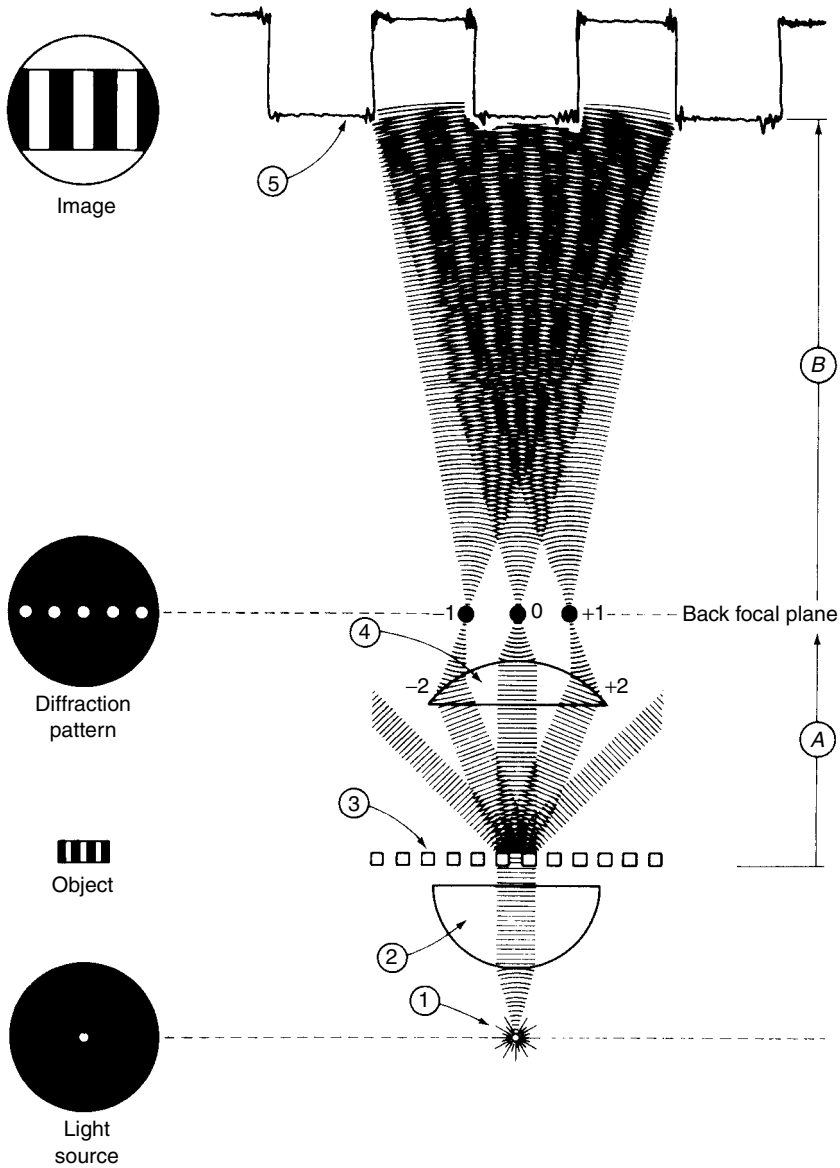 5
Image
B
–1
0
+1
Back focal plane
4
–2
+2
Diffraction
pattern
A
3
Object
2
1
Light
source